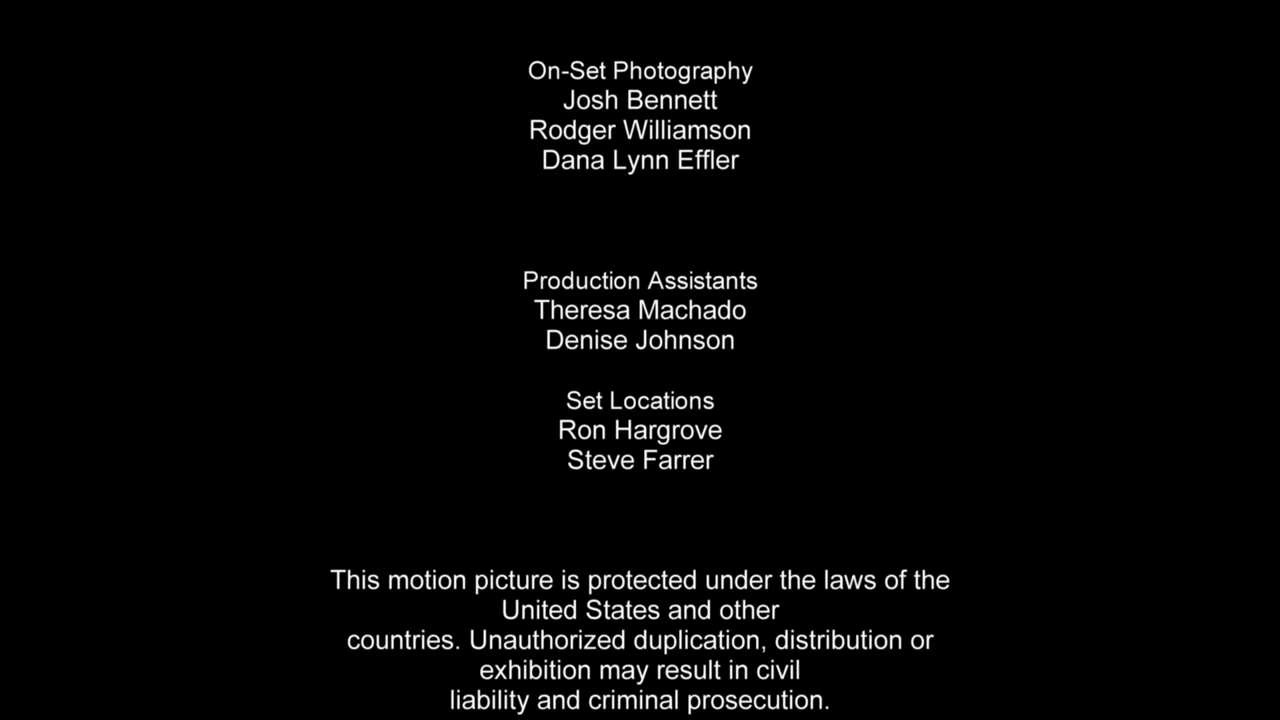 On-Set Photography
Josh Bennett
Rodger Williamson
Dana Lynn Effler
Production Assistants
Theresa Machado
Denise Johnson
Set Locations
Ron Hargrove
Steve Farrer
This motion picture is protected under the laws of the
United States and other
countries. Unauthorized duplication, distribution or
exhibition may result in civil
liability and criminal prosecution.